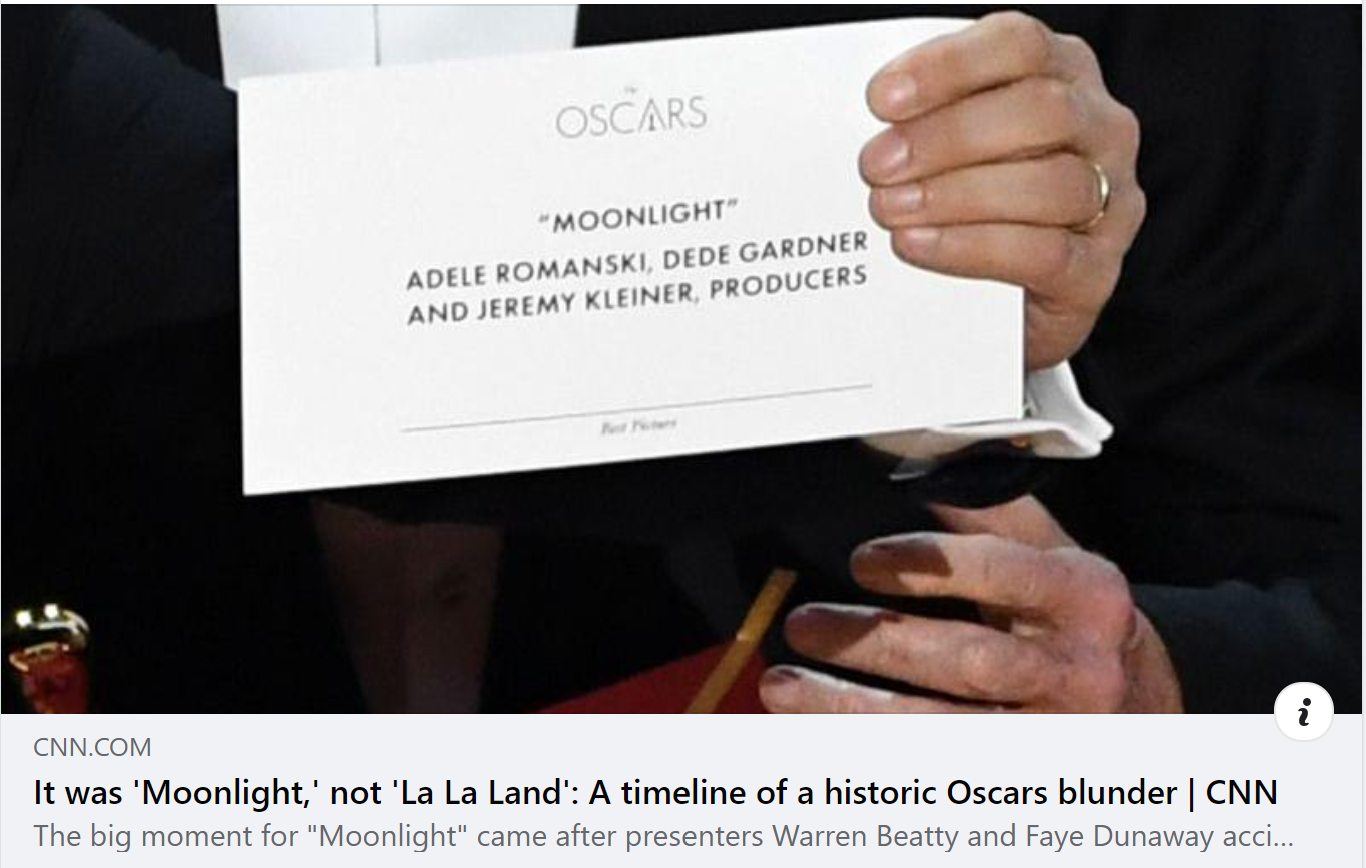 THE
OSCARS
"MOONLIGHT"
ADELE ROMANSKI, DEDE GARDNER
AND JEREMY KLEINER, PRODUCERS
Best Picture
i
CNN.COM
It was 'Moonlight,' not 'La La Land': A timeline of a historic Oscars blunder | CNN
The big moment for "Moonlight" came after presenters Warren Beatty and Faye Dunaway acci...